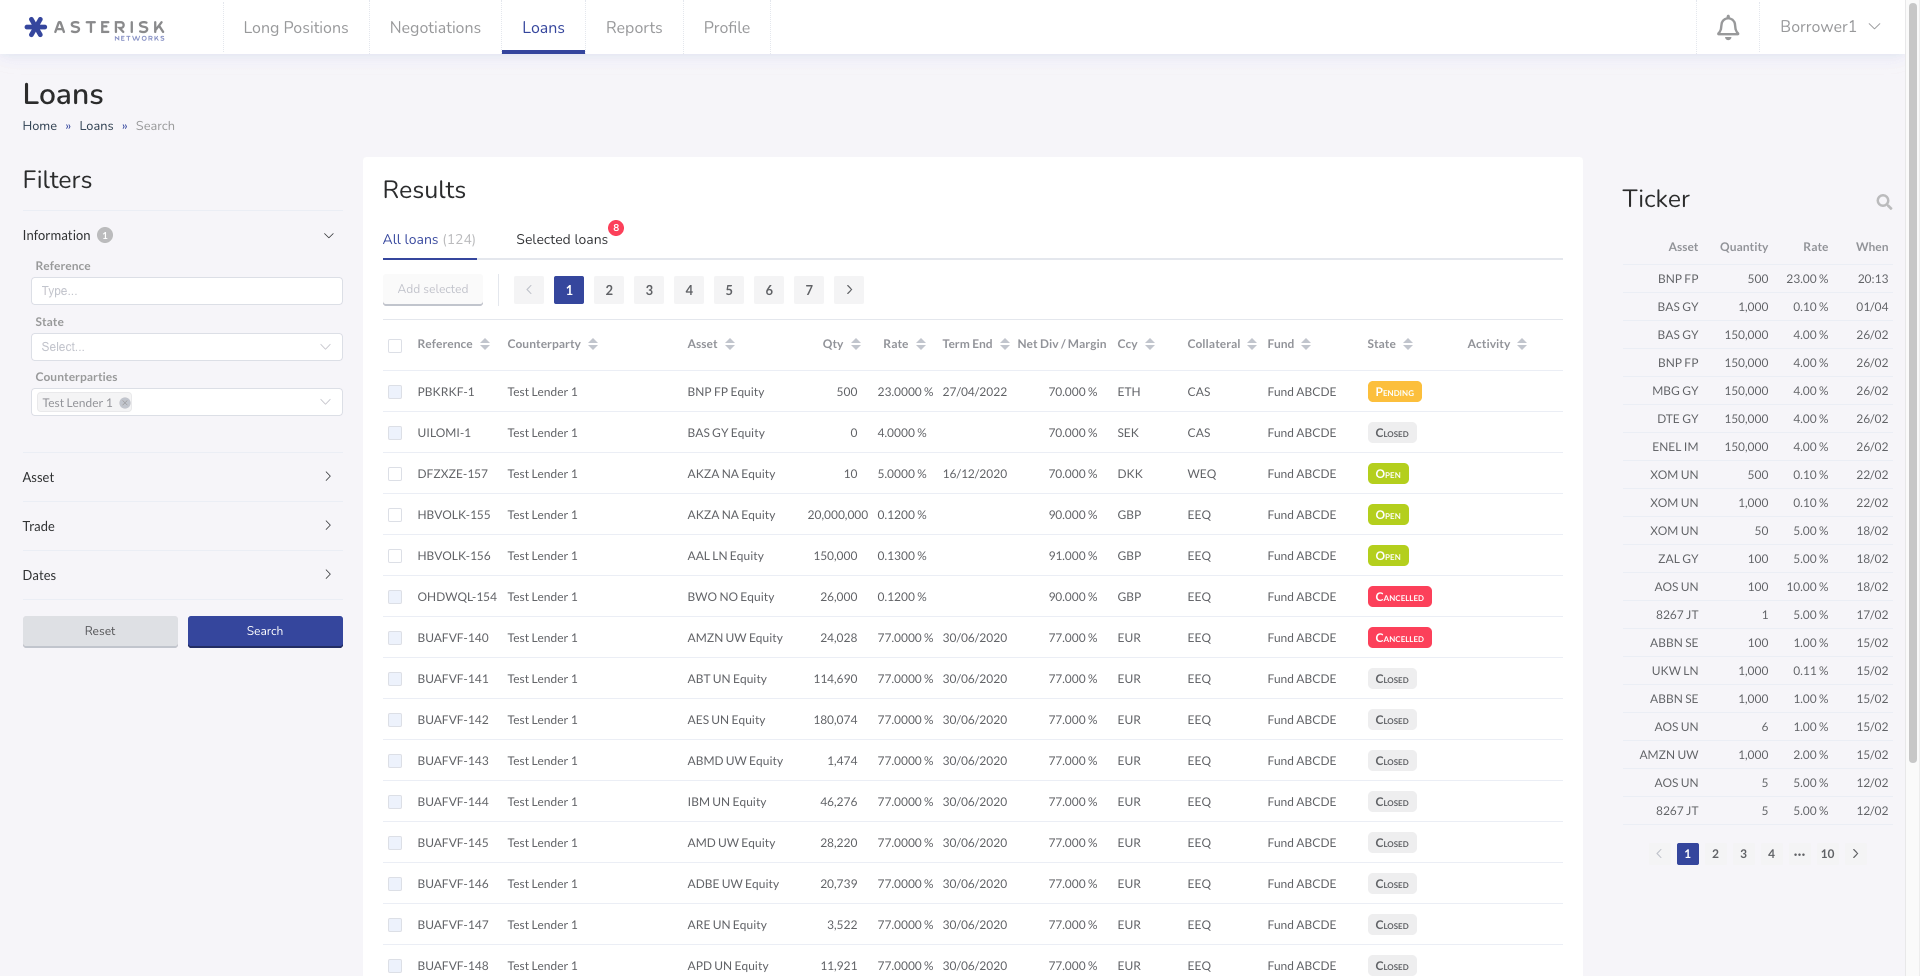 ASTERISK
NETWORKS
Long Positions
Negotiations
Loans
Reports
Profile
Borrower1
Loans
Home » Loans » Search
Filters
Information 1
Reference
Type...
State
Select...
Counterparties
Test Lender 1
Asset
Trade
Dates
Reset
Search
Results
All loans (124)
Selected loans 8
Add selected
1 2 3 4 5 6 7
Reference Counterparty Asset Qty Rate Term End Net Div / Margin Ccy Collateral Fund State Activity
PBKRKF-1 Test Lender 1 BNP FP Equity 500 23.0000 % 27/04/2022 70.000 % ETH CAS Fund ABCDE Pending
UILOMI-1 Test Lender 1 BAS GY Equity 0 4.0000 % 70.000 % SEK CAS Fund ABCDE Closed
DFZXZE-157 Test Lender 1 AKZA NA Equity 10 5.0000 % 16/12/2020 70.000 % DKK WEQ Fund ABCDE Open
HBVOLK-155 Test Lender 1 AKZA NA Equity 20,000,000 0.1200 % 90.000 % GBP EEQ Fund ABCDE Open
HBVOLK-156 Test Lender 1 AAL LN Equity 150,000 0.1300 % 91.000 % GBP EEQ Fund ABCDE Open
OHDWQL-154 Test Lender 1 BWO NO Equity 26,000 0.1200 % 90.000 % GBP EEQ Fund ABCDE Cancelled
BUAFVF-140 Test Lender 1 AMZN UW Equity 24,028 77.0000 % 30/06/2020 77.000 % EUR EEQ Fund ABCDE Cancelled
BUAFVF-141 Test Lender 1 ABT UN Equity 114,690 77.0000 % 30/06/2020 77.000 % EUR EEQ Fund ABCDE Closed
BUAFVF-142 Test Lender 1 AES UN Equity 180,074 77.0000 % 30/06/2020 77.000 % EUR EEQ Fund ABCDE Closed
BUAFVF-143 Test Lender 1 ABMD UW Equity 1,474 77.0000 % 30/06/2020 77.000 % EUR EEQ Fund ABCDE Closed
BUAFVF-144 Test Lender 1 IBM UN Equity 46,276 77.0000 % 30/06/2020 77.000 % EUR EEQ Fund ABCDE Closed
BUAFVF-145 Test Lender 1 AMD UW Equity 28,220 77.0000 % 30/06/2020 77.000 % EUR EEQ Fund ABCDE Closed
BUAFVF-146 Test Lender 1 ADBE UW Equity 20,739 77.0000 % 30/06/2020 77.000 % EUR EEQ Fund ABCDE Closed
BUAFVF-147 Test Lender 1 ARE UN Equity 3,522 77.0000 % 30/06/2020 77.000 % EUR EEQ Fund ABCDE Closed
BUAFVF-148 Test Lender 1 APD UN Equity 11,921 77.0000 % 30/06/2020 77.000 % EUR EEQ Fund ABCDE Closed
Ticker
Asset Quantity Rate When
BNP FP 500 23.00 % 20:13
BAS GY 1,000 0.10 % 01/04
BAS GY 150,000 4.00 % 26/02
BNP FP 150,000 4.00 % 26/02
MBG GY 150,000 4.00 % 26/02
DTE GY 150,000 4.00 % 26/02
ENEL IM 150,000 4.00 % 26/02
XOM UN 500 0.10 % 22/02
XOM UN 1,000 0.10 % 22/02
XOM UN 50 5.00 % 18/02
ZAL GY 100 5.00 % 18/02
AOS UN 100 10.00 % 18/02
8267 JT 1 5.00 % 17/02
ABBN SE 100 1.00 % 15/02
UKW LN 1,000 0.11 % 15/02
ABBN SE 1,000 1.00 % 15/02
AOS UN 6 1.00 % 15/02
AMZN UW 1,000 2.00 % 15/02
AOS UN 5 5.00 % 12/02
8267 JT 5 5.00 % 12/02
1 2 3 4 ••• 10